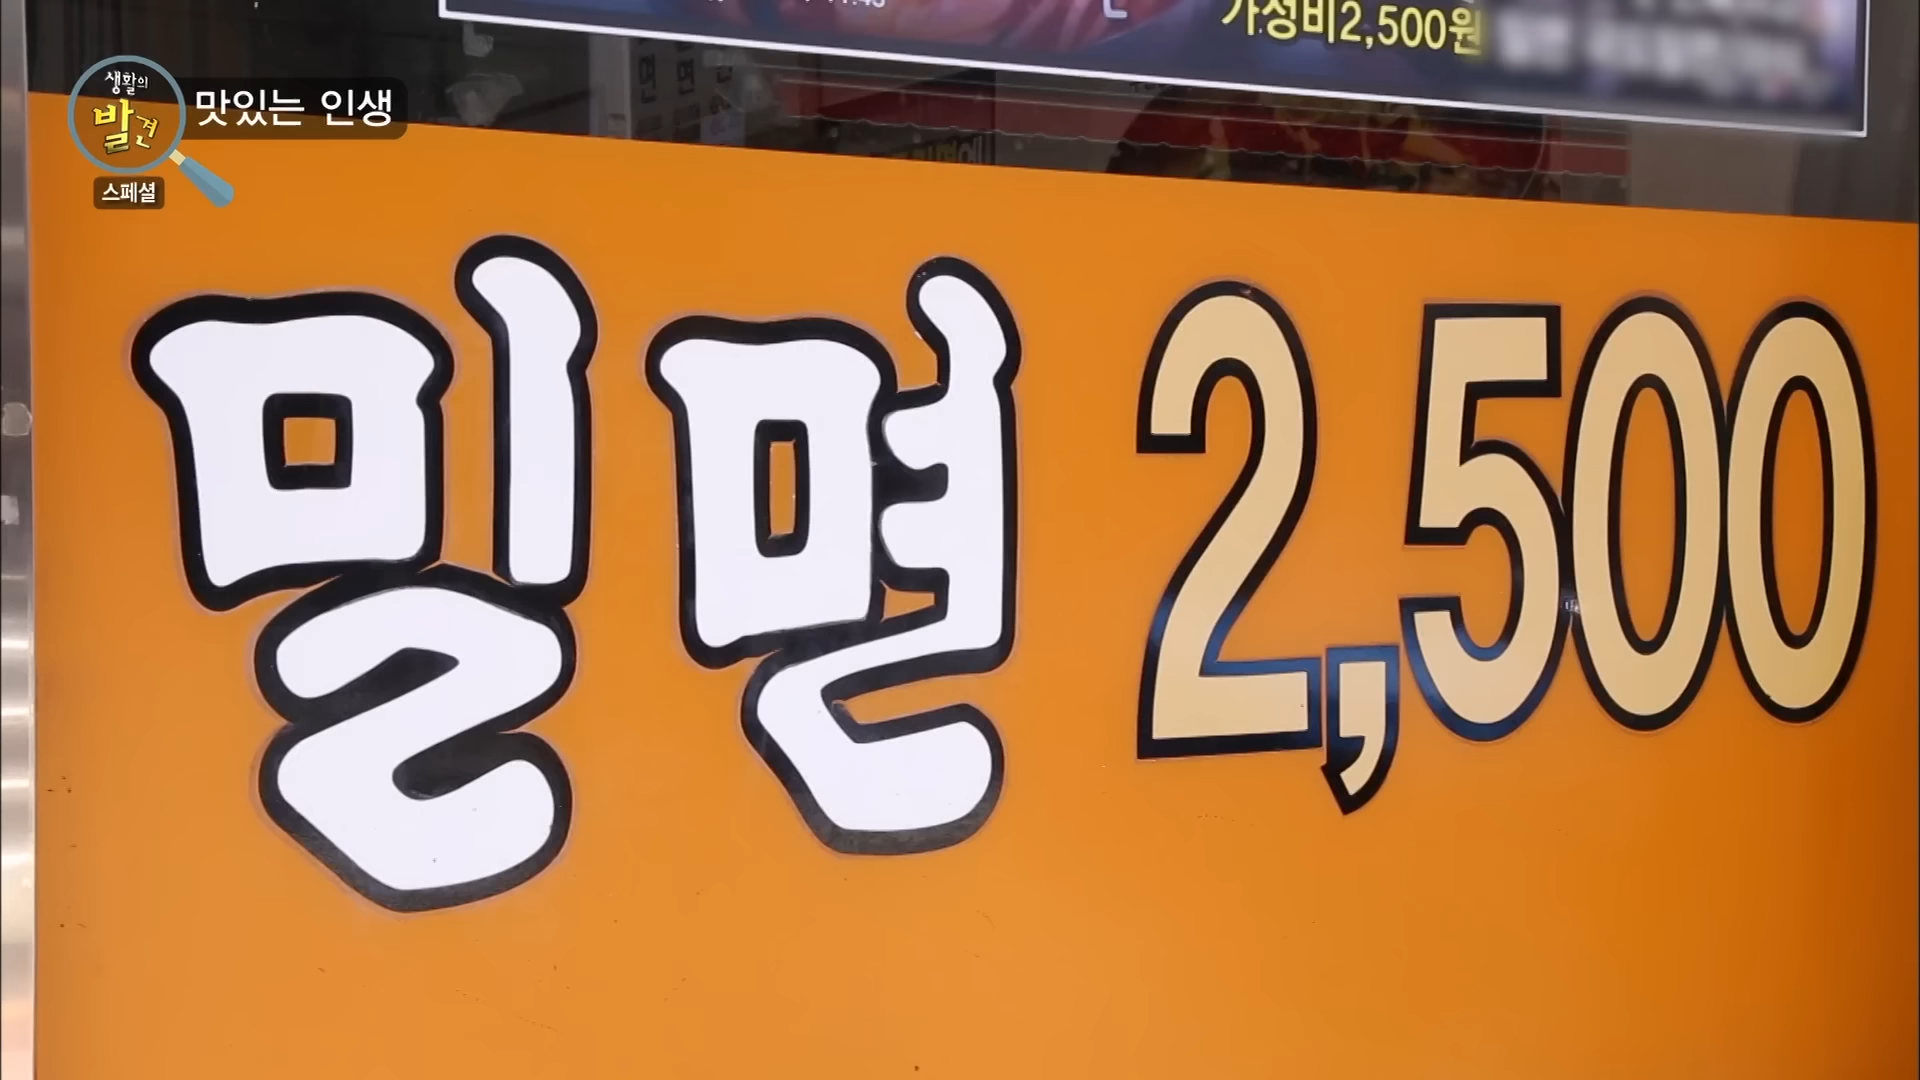 가성비2,500원
생활의
발견
맛있는 인생
스페셜
밀면 2,500